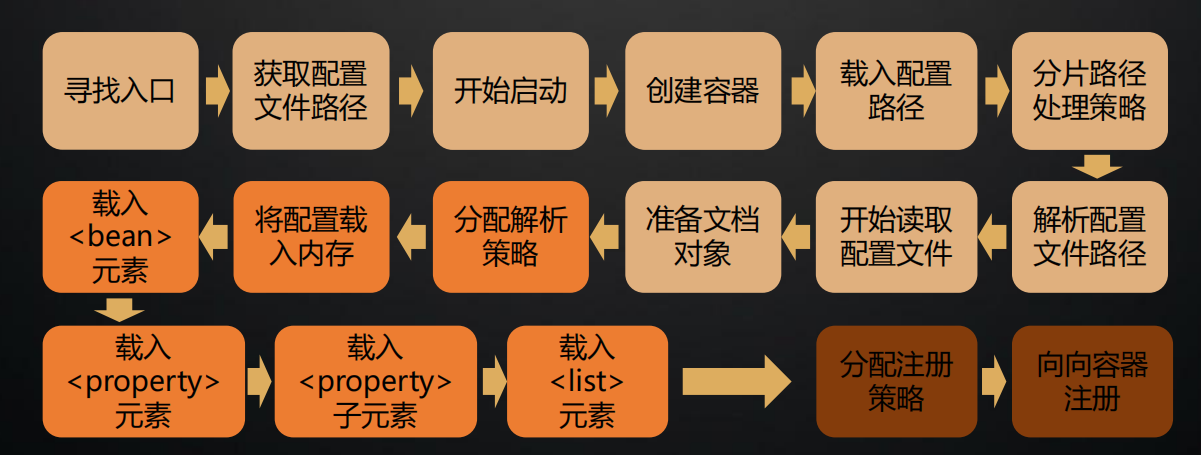 寻找入口
获取配置
文件路径
开始启动
创建容器
载入配置
路径
分片路径
处理策略
解析配置
文件路径
开始读取
配置文件
准备文档
对象
分配解析
策略
将配置载
入内存
载入
<bean>
元素
载入
<property>
元素
载入
<property>
子元素
载入
<list>
元素
分配注册
策略
向向容器
注册